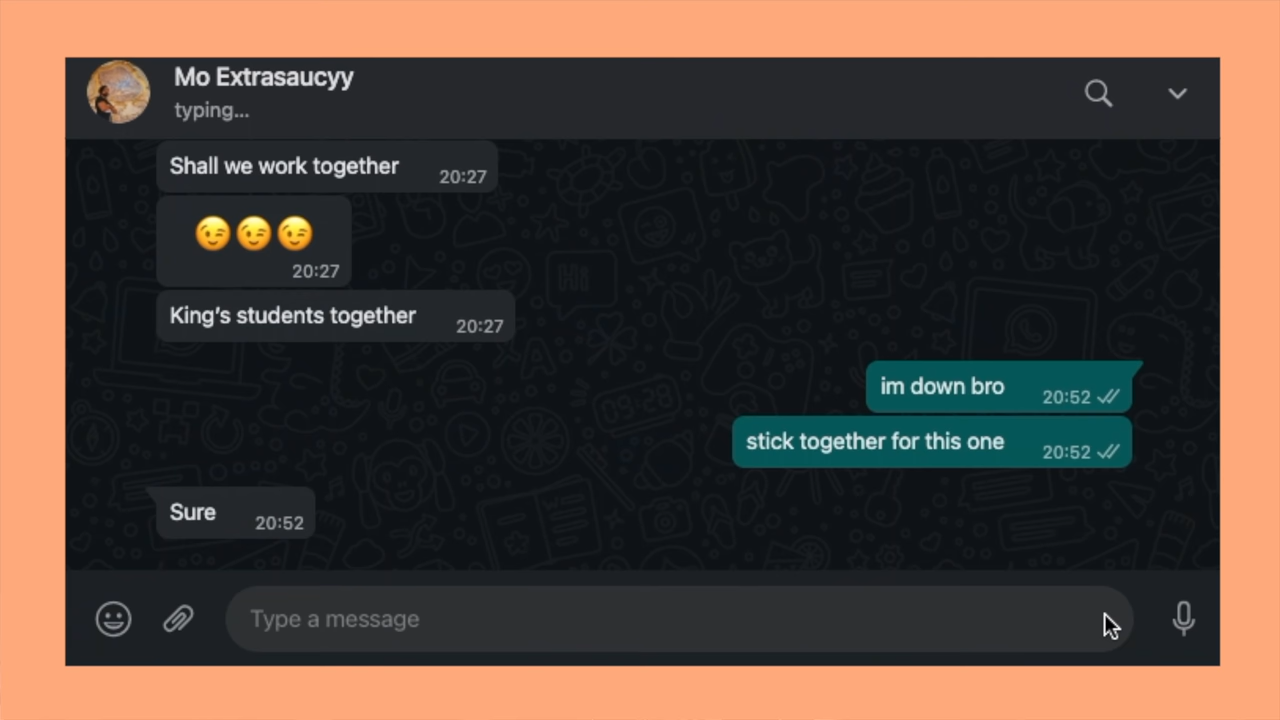 Mo Extrasaucyy
typing...
Shall we work together
20:27
😉😉😉
20:27
King's students together
20:27
im down bro
20:52
stick together for this one
20:52
Sure
20:52
Type a message